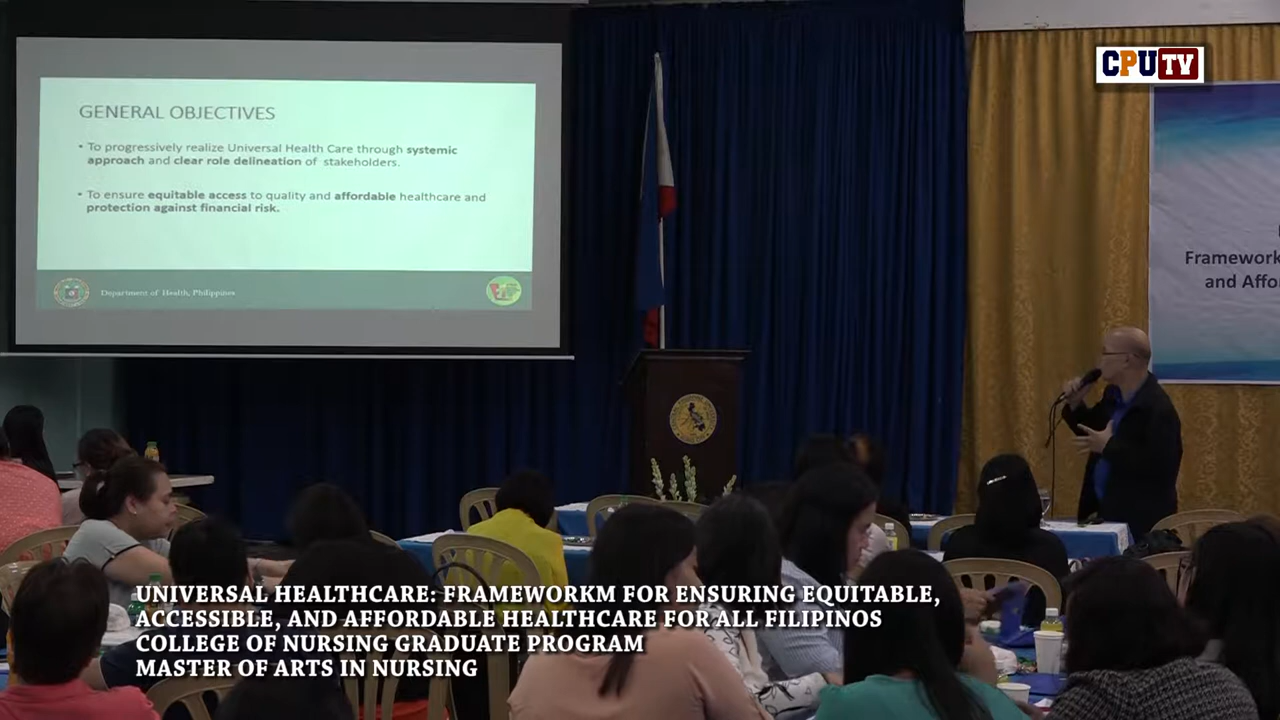 CPUTV
GENERAL OBJECTIVES
• To progressively realize Universal Health Care through systemic
approach and clear role delineation of stakeholders.
• To ensure equitable access to quality and affordable healthcare and
protection against financial risk.
Department of Health, Philippines
Framework
and Affo
UNIVERSAL HEALTHCARE: FRAMEWORKM FOR ENSURING EQUITABLE,
ACCESSIBLE, AND AFFORDABLE HEALTHCARE FOR ALL FILIPINOS
COLLEGE OF NURSING GRADUATE PROGRAM
MASTER OF ARTS IN NURSING